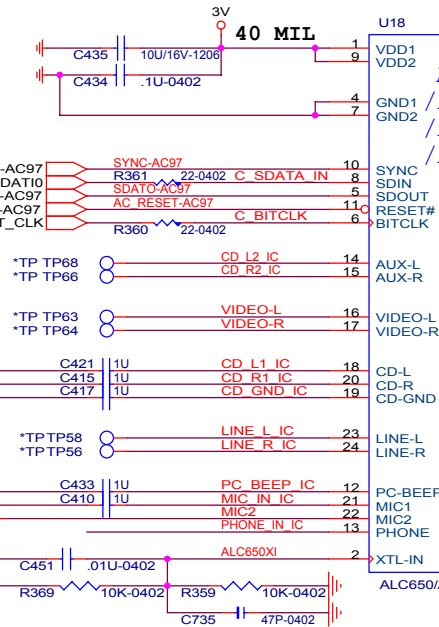 3V
40 MIL
U18
C435 10U/16V-1206 1 VDD1
9 VDD2
C434 .1U-0402
4 GND1
7 GND2
-AC97 SYNC-AC97 10 SYNC
DATI0 R361 22-0402 C_SDATA_IN 8 SDIN
-AC97 SDATO-AC97 5 SDOUT
-AC97 AC_RESET-AC97 11 RESET#
T_CLK R360 22-0402 C_BITCLK 6 BITCLK
*TP TP68 CD_L2_IC 14 AUX-L
*TP TP66 CD_R2_IC 15 AUX-R
*TP TP63 VIDEO-L 16 VIDEO-L
*TP TP64 VIDEO-R 17 VIDEO-R
C421 1U CD_L1_IC 18 CD-L
C415 1U CD_R1_IC 20 CD-R
C417 1U CD_GND_IC 19 CD-GND
*TP TP58 LINE_L_IC 23 LINE-L
*TP TP56 LINE_R_IC 24 LINE-R
C433 1U PC_BEEP_IC 12 PC-BEEP
C410 1U MIC_IN_IC 21 MIC1
MIC2 22 MIC2
PHONE_IN_IC 13 PHONE
C451 .01U-0402 ALC650XI 2 XTL-IN
R369 10K-0402 R359 10K-0402 ALC650/
C735 47P-0402